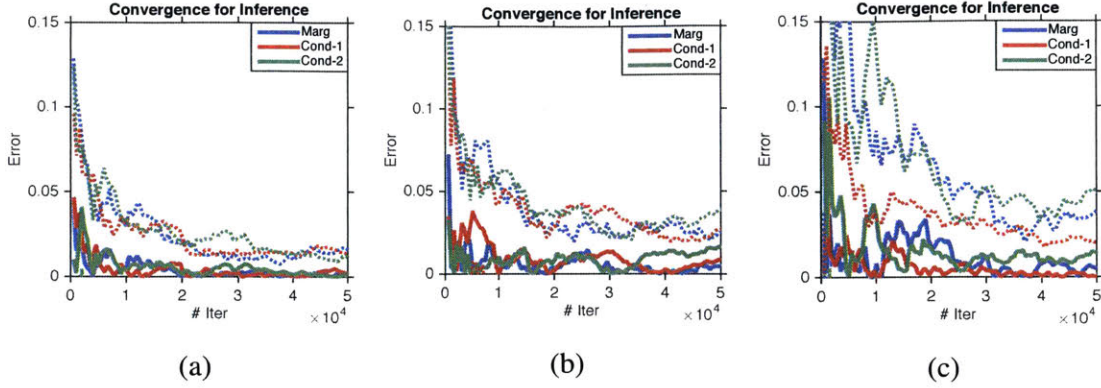 Convergence for Inference
0.15
Marg
Cond-1
Cond-2
0.1
Error
0.05
0
0 1 2 3 4 5
# Iter
× 10^4
(a)
Convergence for Inference
0.15
Marg
Cond-1
Cond-2
0.1
Error
0.05
0
0 1 2 3 4 5
# Iter
× 10^4
(b)
Convergence for Inference
0.15
Marg
Cond-1
Cond-2
0.1
Error
0.05
0
0 1 2 3 4 5
# Iter
× 10^4
(c)